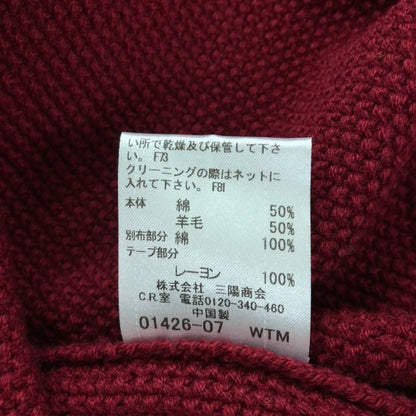 い所で乾燥及び保管して下さ
い。 F73
クリーニングの際はネットに
入れて下さい。 F81
本体 綿 50%
羊毛 50%
別布部分 綿 100%
テープ部分
レーヨン 100%
株式会社 三陽商会
C.R.室 電話0120-340-460
中国製
01426-07 WTM